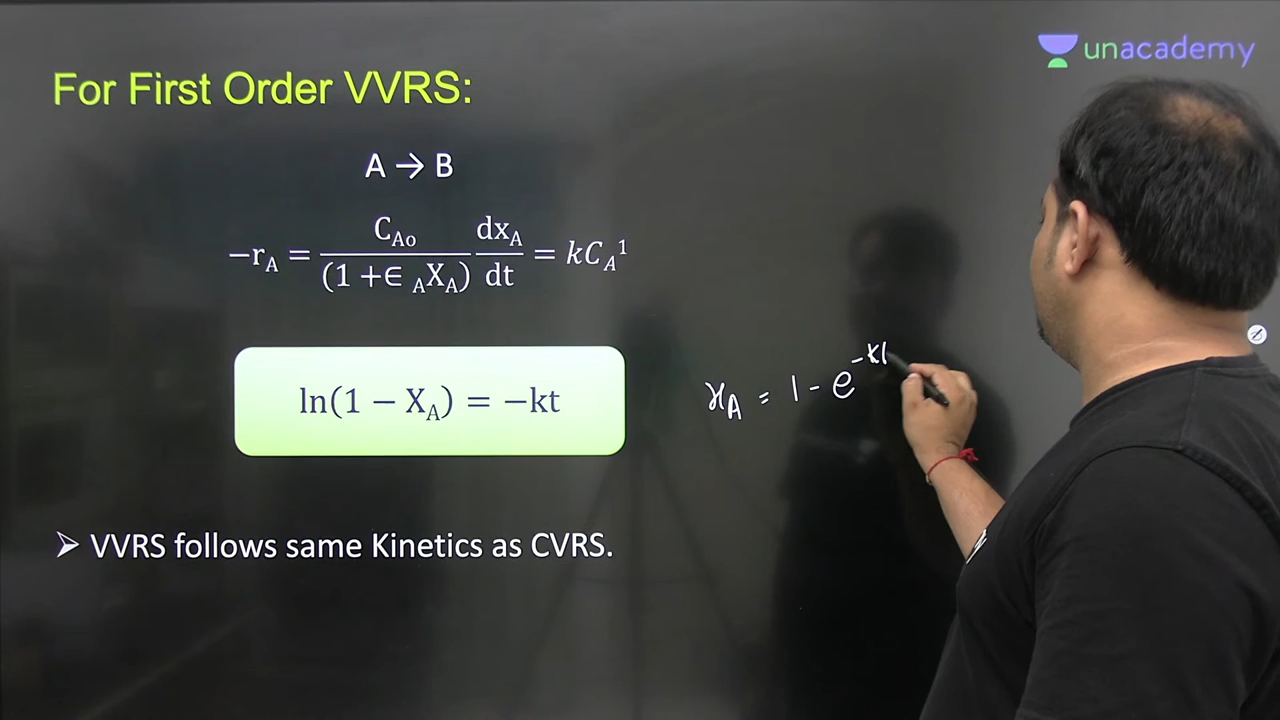 unacademy
For First Order VVRS:
A → B
−r_A = C_Ao/(1 +∈ _A X_A) dx_A/dt = kC_A^1
ln(1 − X_A) = −kt
x_A = 1 - e^-kl
➢ VVRS follows same Kinetics as CVRS.